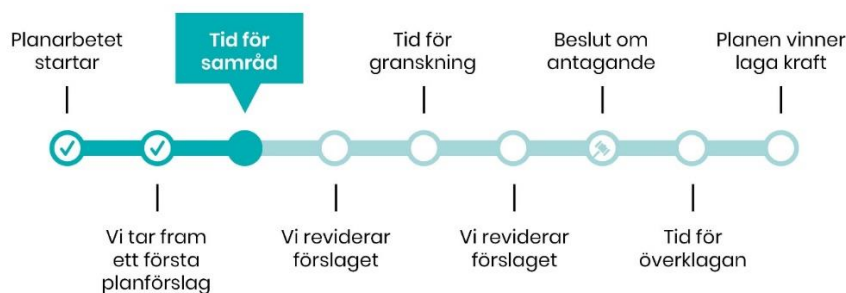 Planarbetet
startar
Tid för
samråd
Tid för
granskning
Beslut om
antagande
Planen vinner
laga kraft
Vi tar fram
ett första
planförslag
Vi reviderar
förslaget
Vi reviderar
förslaget
Tid för
överklagan